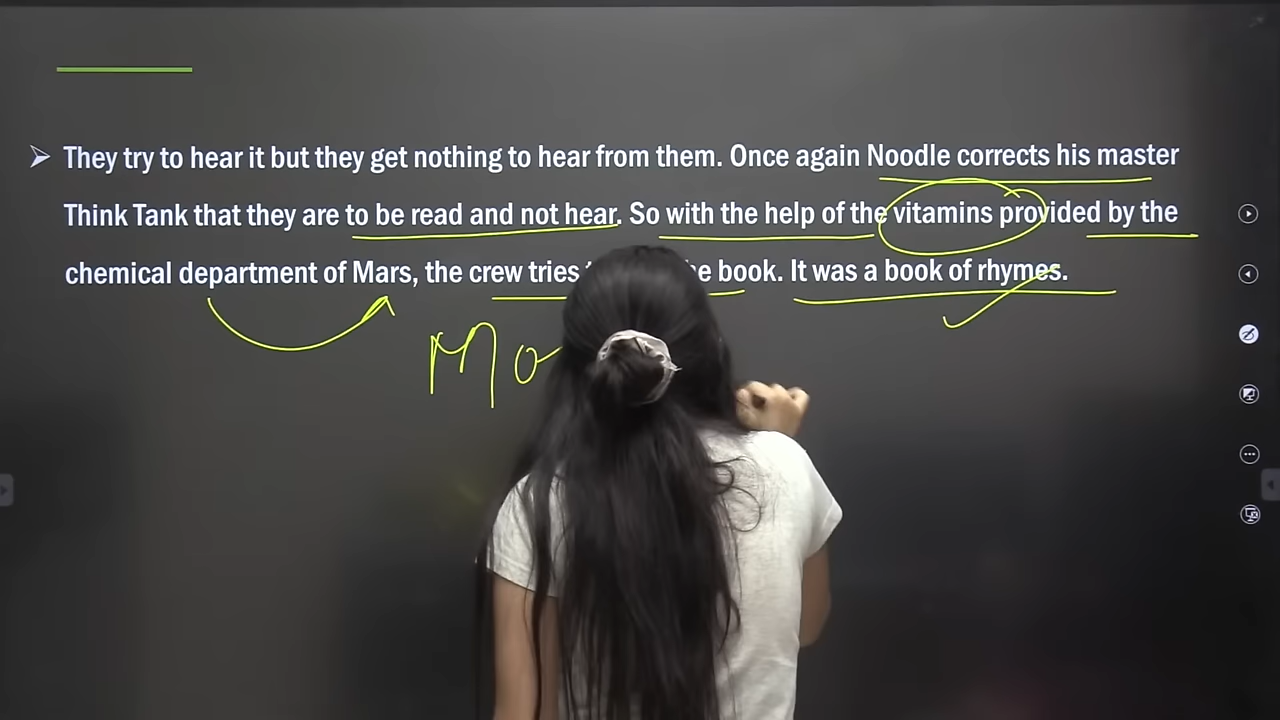 They try to hear it but they get nothing to hear from them. Once again Noodle corrects his master
Think Tank that they are to be read and not hear. So with the help of the vitamins provided by the
chemical department of Mars, the crew tries book. It was a book of rhymes.
Mo